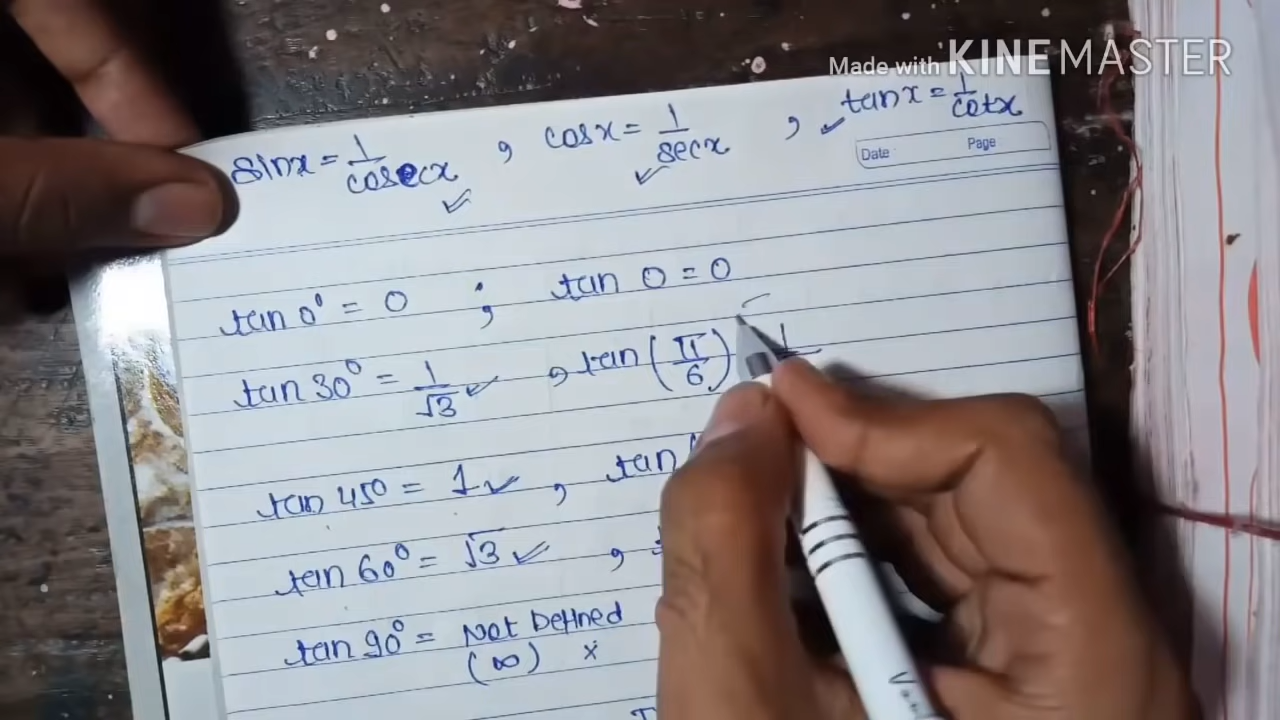 Made with KINEMASTER
sinx = 1/cosecx , cosx = 1/secx , tanx = 1/cotx
Date Page
tan 0° = 0 ; tan 0 = 0
tan 30° = 1/√3 , tan(π/6) 1
tan 45° = 1 , tan
tan 60° = √3 ,
tan 90° = Not Defined
(∞) x